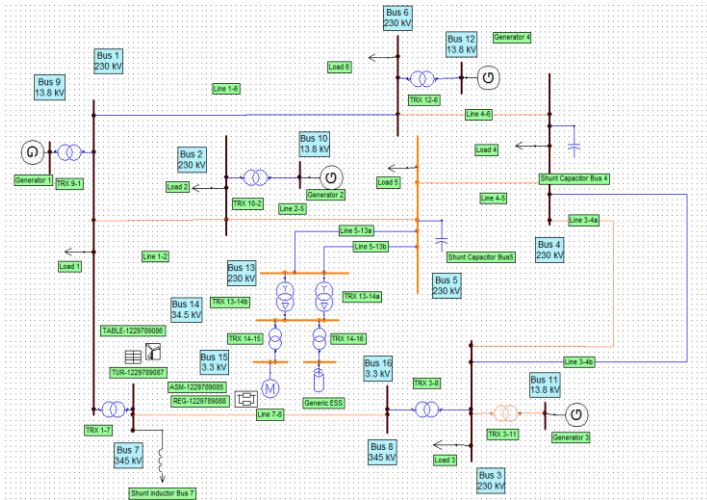 Bus 6
230 kV
Bus 12
13.8 kV
Generator 4
Bus 1
230 kV
Load 6
Bus 9
13.8 kV
Line 1-6
TRX 12-6
Line 4-6
Bus 2
230 kV
Bus 10
13.8 kV
Load 4
G
Generator 1
TRX 9-1
Load 2
TRX 10-2
G
Generator 2
Load 5
Shunt Capacitor Bus 4
Line 2-5
Line 4-5
Line 3-4a
Line 5-13a
Line 5-13b
Load 1
Line 1-2
Shunt Capacitor Bus5
Bus 4
230 kV
Bus 13
230 kV
Bus 5
230 kV
TRX 13-14b
TRX 13-14a
Bus 14
34.5 kV
TABLE-1229789086
TRX 14-15
TRX 14-16
TUR-1229789087
Bus 15
3.3 kV
Bus 16
3.3 kV
Line 3-4b
ASM-1229789085
REG-1229789088
M
Generic ESS
TRX 3-8
Bus 11
13.8 kV
Line 7-8
TRX 1-7
TRX 3-11
G
Generator 3
Bus 7
345 kV
Bus 8
345 kV
Load 3
Bus 3
230 kV
Shunt inductor Bus 7
G
Y
Y